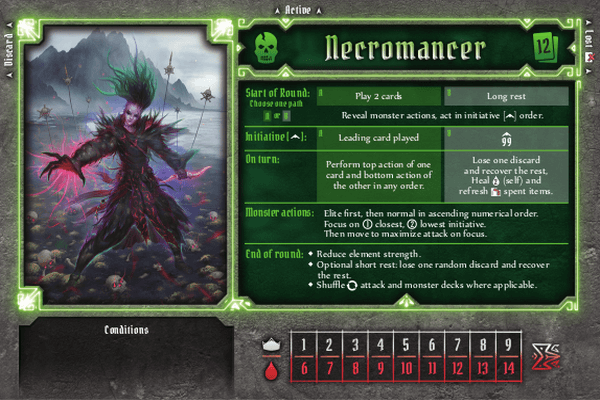 Active
Discard
Lost
Necromancer
12
Start of Round:
Choose one path
or
Play 2 cards
Long rest
Reveal monster actions, act in initiative [ ] order.
Initiative [ ]:
Leading card played
99
On turn:
Perform top action of one
card and bottom action of
the other in any order.
Lose one discard
and recover the rest,
Heal (self) and
refresh spent items.
Monster actions:
Elite first, then normal in ascending numerical order.
Focus on ① closest, ② lowest initiative.
Then move to maximize attack on focus.
End of round:
◆ Reduce element strength.
◆ Optional short rest: lose one random discard and recover
the rest.
◆ Shuffle attack and monster decks where applicable.
Conditions
1 2 3 4 5 6 7 8 9
6 7 8 9 10 11 12 13 14